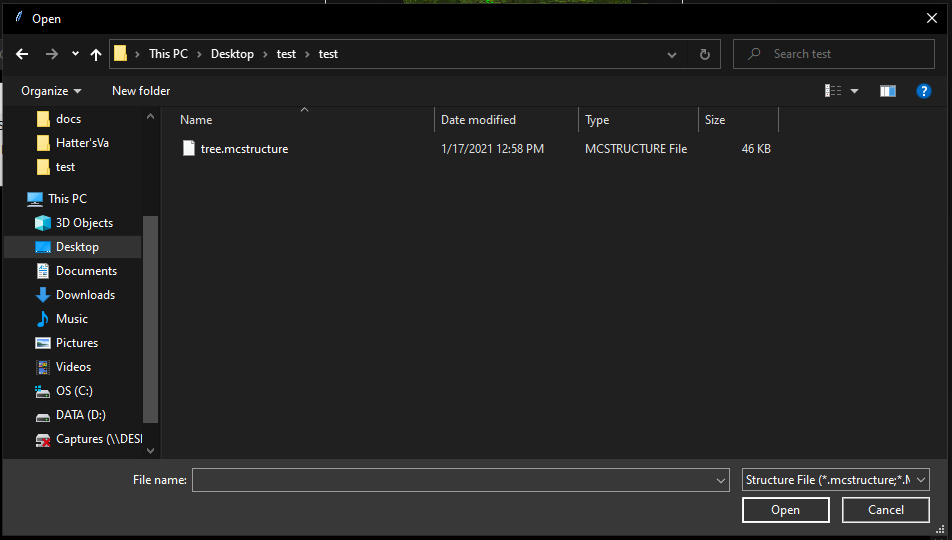 Open
This PC Desktop test test
Search test
Organize New folder
Name Date modified Type Size
docs
Hatter'sVa
test
This PC
3D Objects
Desktop
Documents
Downloads
Music
Pictures
Videos
OS (C:)
DATA (D:)
Captures (\\DESI
tree.mcstructure 1/17/2021 12:58 PM MCSTRUCTURE File 46 KB
File name:
Structure File (*.mcstructure;*.M
Open Cancel